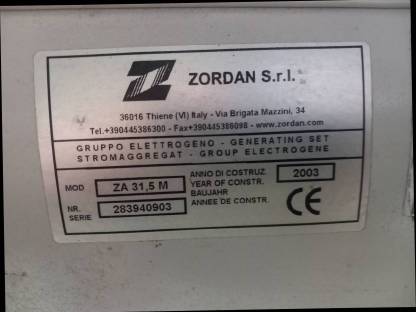 ZORDAN S.r.l.
36016 Thiene (VI) Italy - Via Brigata Mazzini, 34
Tel.+390445386300 - Fax+390445386098 - www.zordan.com
GRUPPO ELETTROGENO - GENERATING SET
STROMAGGREGAT - GROUP ELECTROGENE
MOD ZA 31,5 M
ANNO DI COSTRUZ. 2003
YEAR OF CONSTR.
BAUJAHR
ANNEE DE CONSTR.
NR. SERIE 283940903
CE